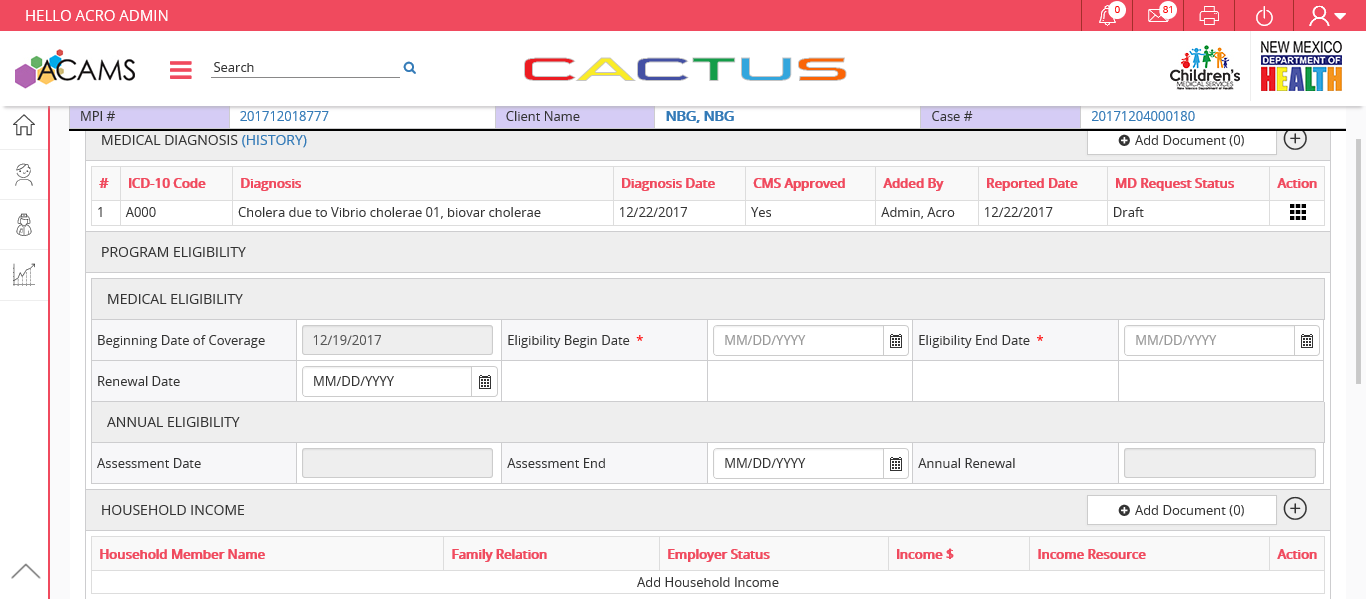 HELLO ACRO ADMIN 0 81
ACAMS Search CACTUS Children's MEDICAL SERVICES NEW MEXICO DEPARTMENT OF HEALTH
MPI # 201712018777 Client Name NBG, NBG Case # 20171204000180
MEDICAL DIAGNOSIS (HISTORY) Add Document (0)
# ICD-10 Code Diagnosis Diagnosis Date CMS Approved Added By Reported Date MD Request Status Action
1 A000 Cholera due to Vibrio cholerae 01, biovar cholerae 12/22/2017 Yes Admin, Acro 12/22/2017 Draft
PROGRAM ELIGIBILITY
MEDICAL ELIGIBILITY
Beginning Date of Coverage 12/19/2017 Eligibility Begin Date * MM/DD/YYYY Eligibility End Date * MM/DD/YYYY
Renewal Date MM/DD/YYYY
ANNUAL ELIGIBILITY
Assessment Date Assessment End MM/DD/YYYY Annual Renewal
HOUSEHOLD INCOME Add Document (0)
Household Member Name Family Relation Employer Status Income $ Income Resource Action
Add Household Income